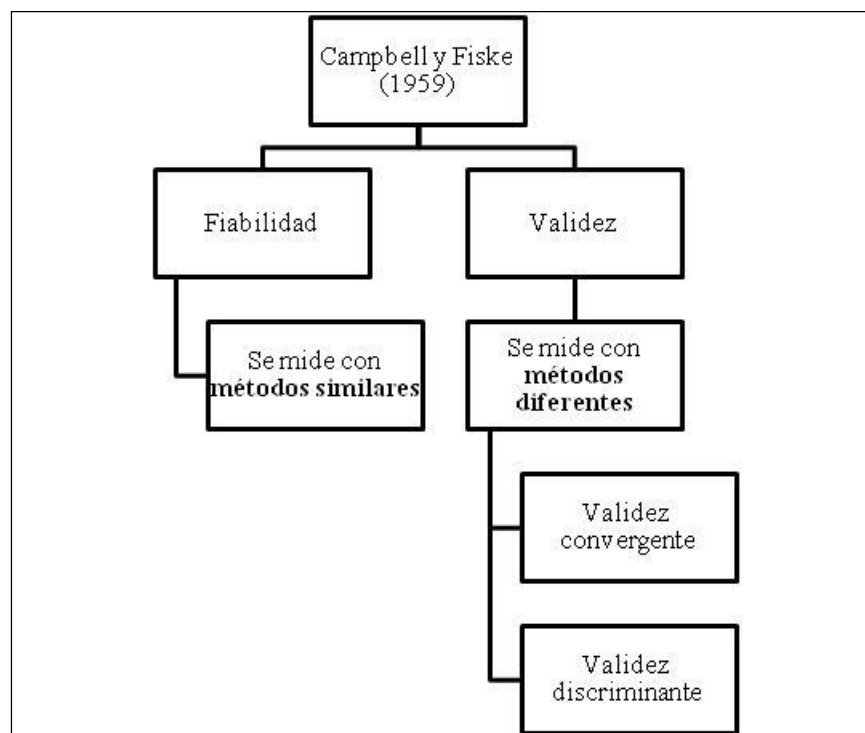 Campbell y Fiske
(1959)
Fiabilidad
Validez
Se mide con
métodos similares
Se mide con
métodos
diferentes
Validez
convergente
Validez
discriminante